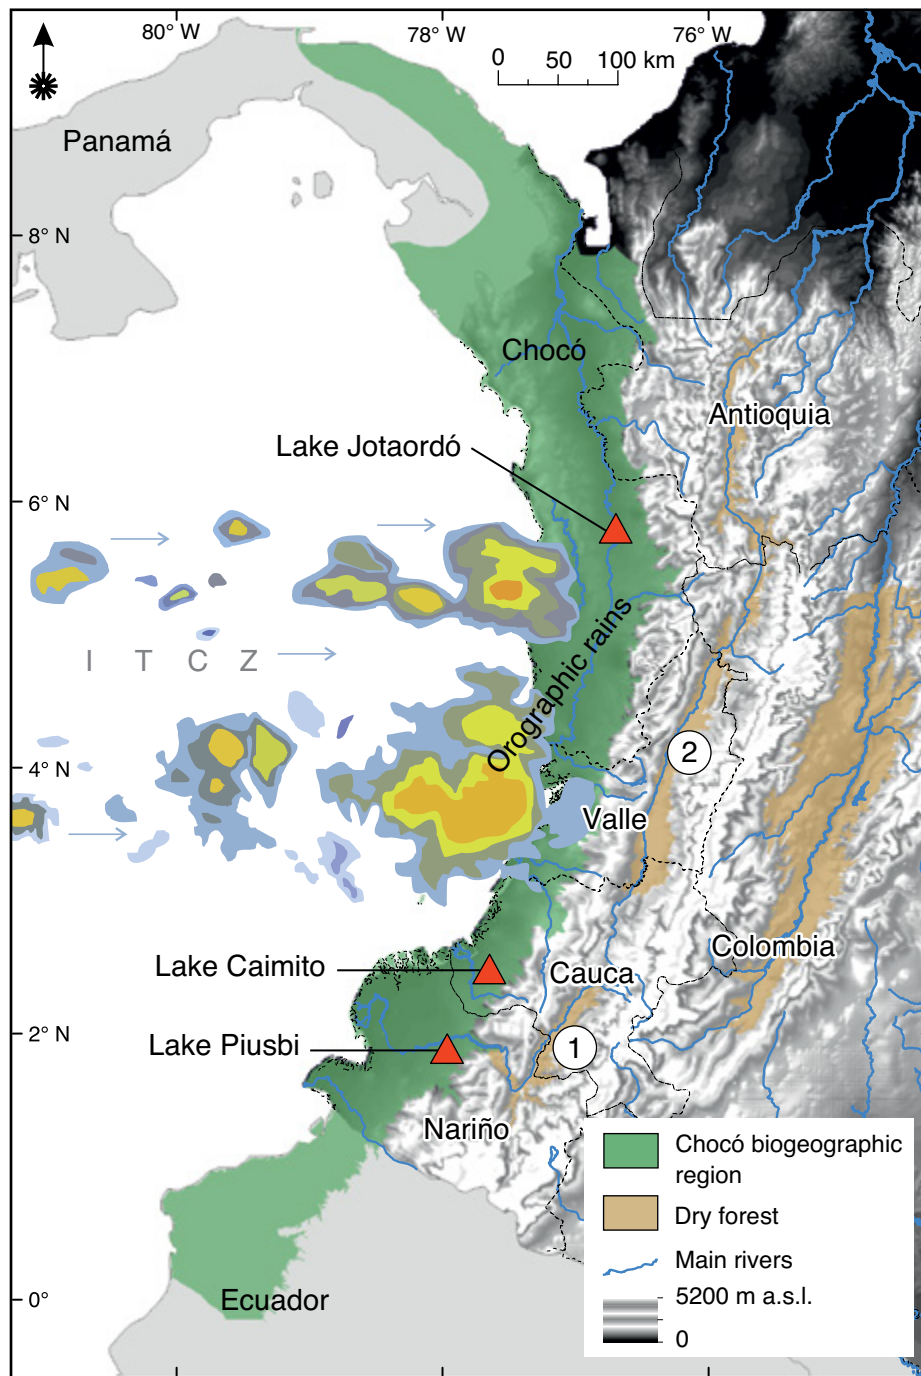 80° W
78° W
76° W
0 50 100 km
Panamá
8° N
Chocó
Antioquia
Lake Jotaordó
6° N
Orographic rains
I T C Z
2
4° N
Valle
Colombia
Lake Caimito
Cauca
2° N
Lake Piusbi
1
Nariño
Chocó biogeographic
region
Dry forest
Main rivers
5200 m a.s.l.
0
0°
Ecuador